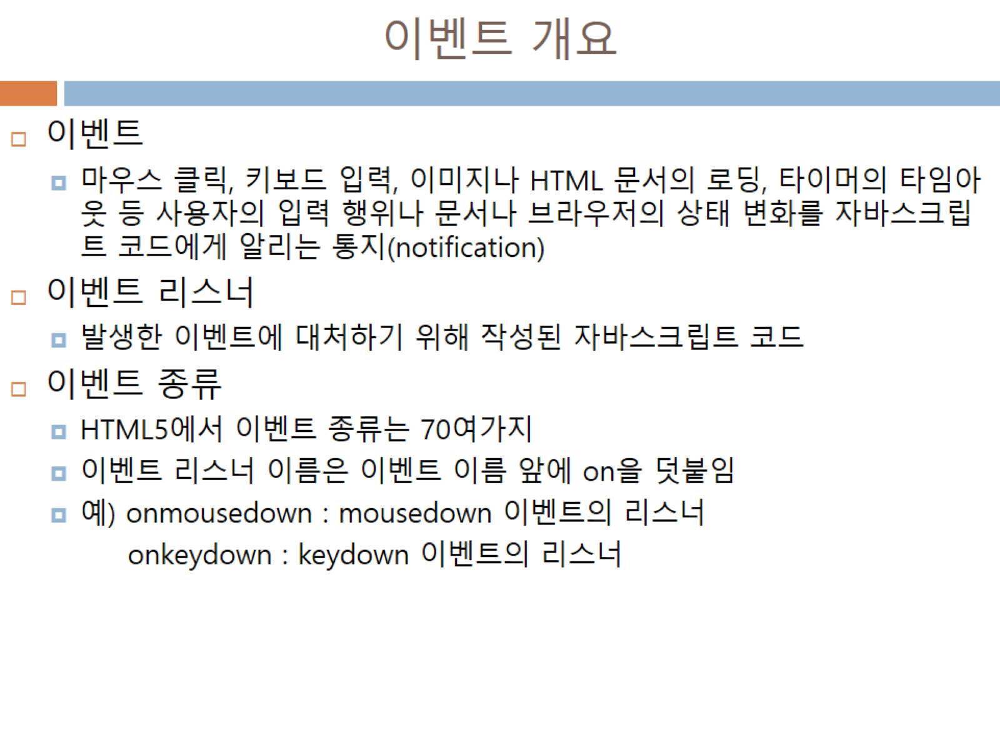 이벤트 개요
이벤트
마우스 클릭, 키보드 입력, 이미지나 HTML 문서의 로딩, 타이머의 타임아
웃 등 사용자의 입력 행위나 문서나 브라우저의 상태 변화를 자바스크립
트 코드에게 알리는 통지(notification)
이벤트 리스너
발생한 이벤트에 대처하기 위해 작성된 자바스크립트 코드
이벤트 종류
HTML5에서 이벤트 종류는 70여가지
이벤트 리스너 이름은 이벤트 이름 앞에 on을 덧붙임
예) onmousedown : mousedown 이벤트의 리스너
onkeydown : keydown 이벤트의 리스너